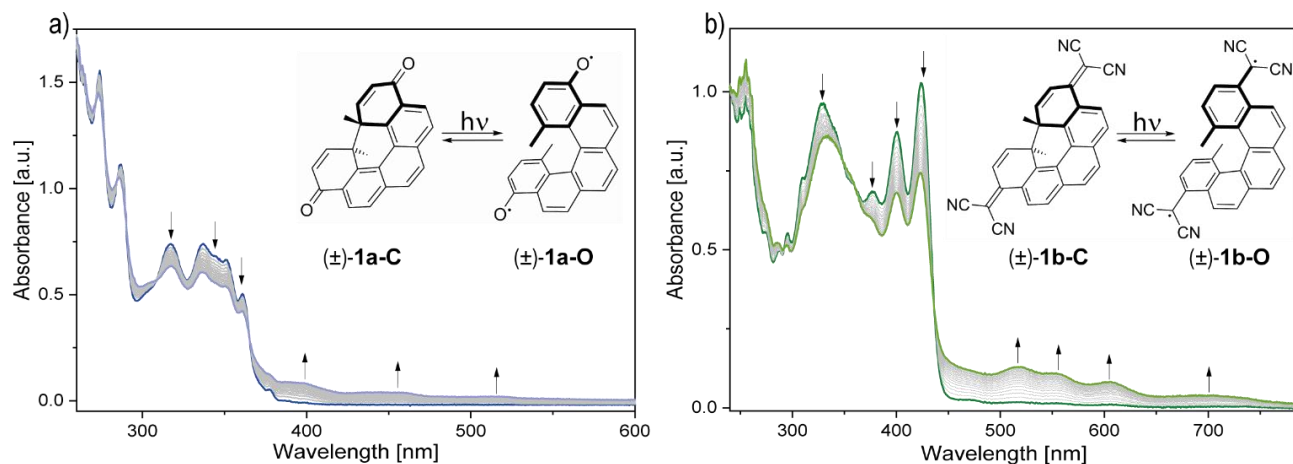 a)
Absorbance [a.u.]
1.5
1.0
0.5
0.0
300
400
500
600
Wavelength [nm]
O
O•
hν
O
O•
(±)-1a-C
(±)-1a-O
b)
Absorbance [a.u.]
1.0
0.5
0.0
300
400
500
600
700
Wavelength [nm]
NC
CN
NC
CN
hν
NC
CN
NC
CN
(±)-1b-C
(±)-1b-O